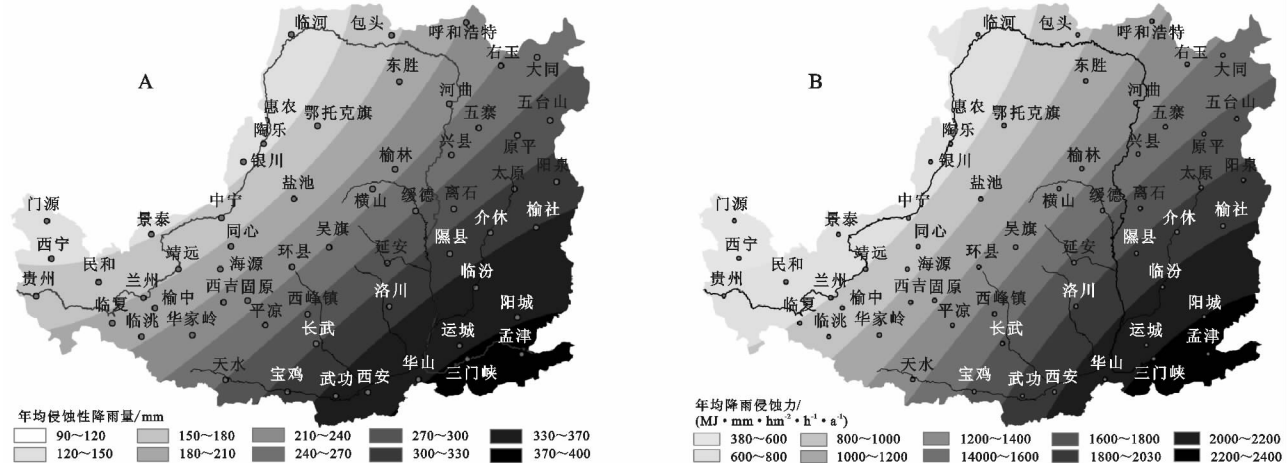 临河
包头
呼和浩特
右玉
大同
A
东胜
河曲
五台山
惠农
鄂托克旗
五寨
陶乐
兴县
原平
银川
榆林
太原
阳泉
盐池
横山
绥德
离石
门源
中宁
介休
榆社
景泰
同心
吴旗
隰县
西宁
靖远
环县
延安
民和
海源
临汾
贵州
兰州
西吉
固原
临夏
榆中
平凉
西峰镇
洛川
阳城
临洮
华家岭
长武
运城
孟津
天水
华山
宝鸡
武功
西安
三门峡
年均侵蚀性降雨量/mm
90～120
150～180
210～240
270～300
330～370
120～150
180～210
240～270
300～330
370～400
临河
包头
呼和浩特
右玉
大同
B
东胜
河曲
五台山
惠农
鄂托克旗
五寨
陶乐
兴县
原平
银川
榆林
太原
阳泉
盐池
横山
绥德
离石
门源
中宁
介休
榆社
景泰
同心
吴旗
隰县
西宁
靖远
环县
延安
民和
海源
临汾
贵州
兰州
西吉
固原
临夏
榆中
平凉
西峰镇
洛川
阳城
临洮
华家岭
长武
运城
孟津
天水
华山
宝鸡
武功
西安
三门峡
年均降雨侵蚀力/
(MJ·mm·hm⁻²·h⁻¹·a⁻¹)
380～600
800～1000
1200～1400
1600～1800
2000～2200
600～800
1000～1200
14000～1600
1800～2030
2200～2400